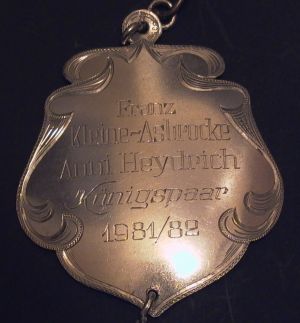 Franz
Kleine-Asbrocke
Anni Heydrich
Königspaar
1981/82